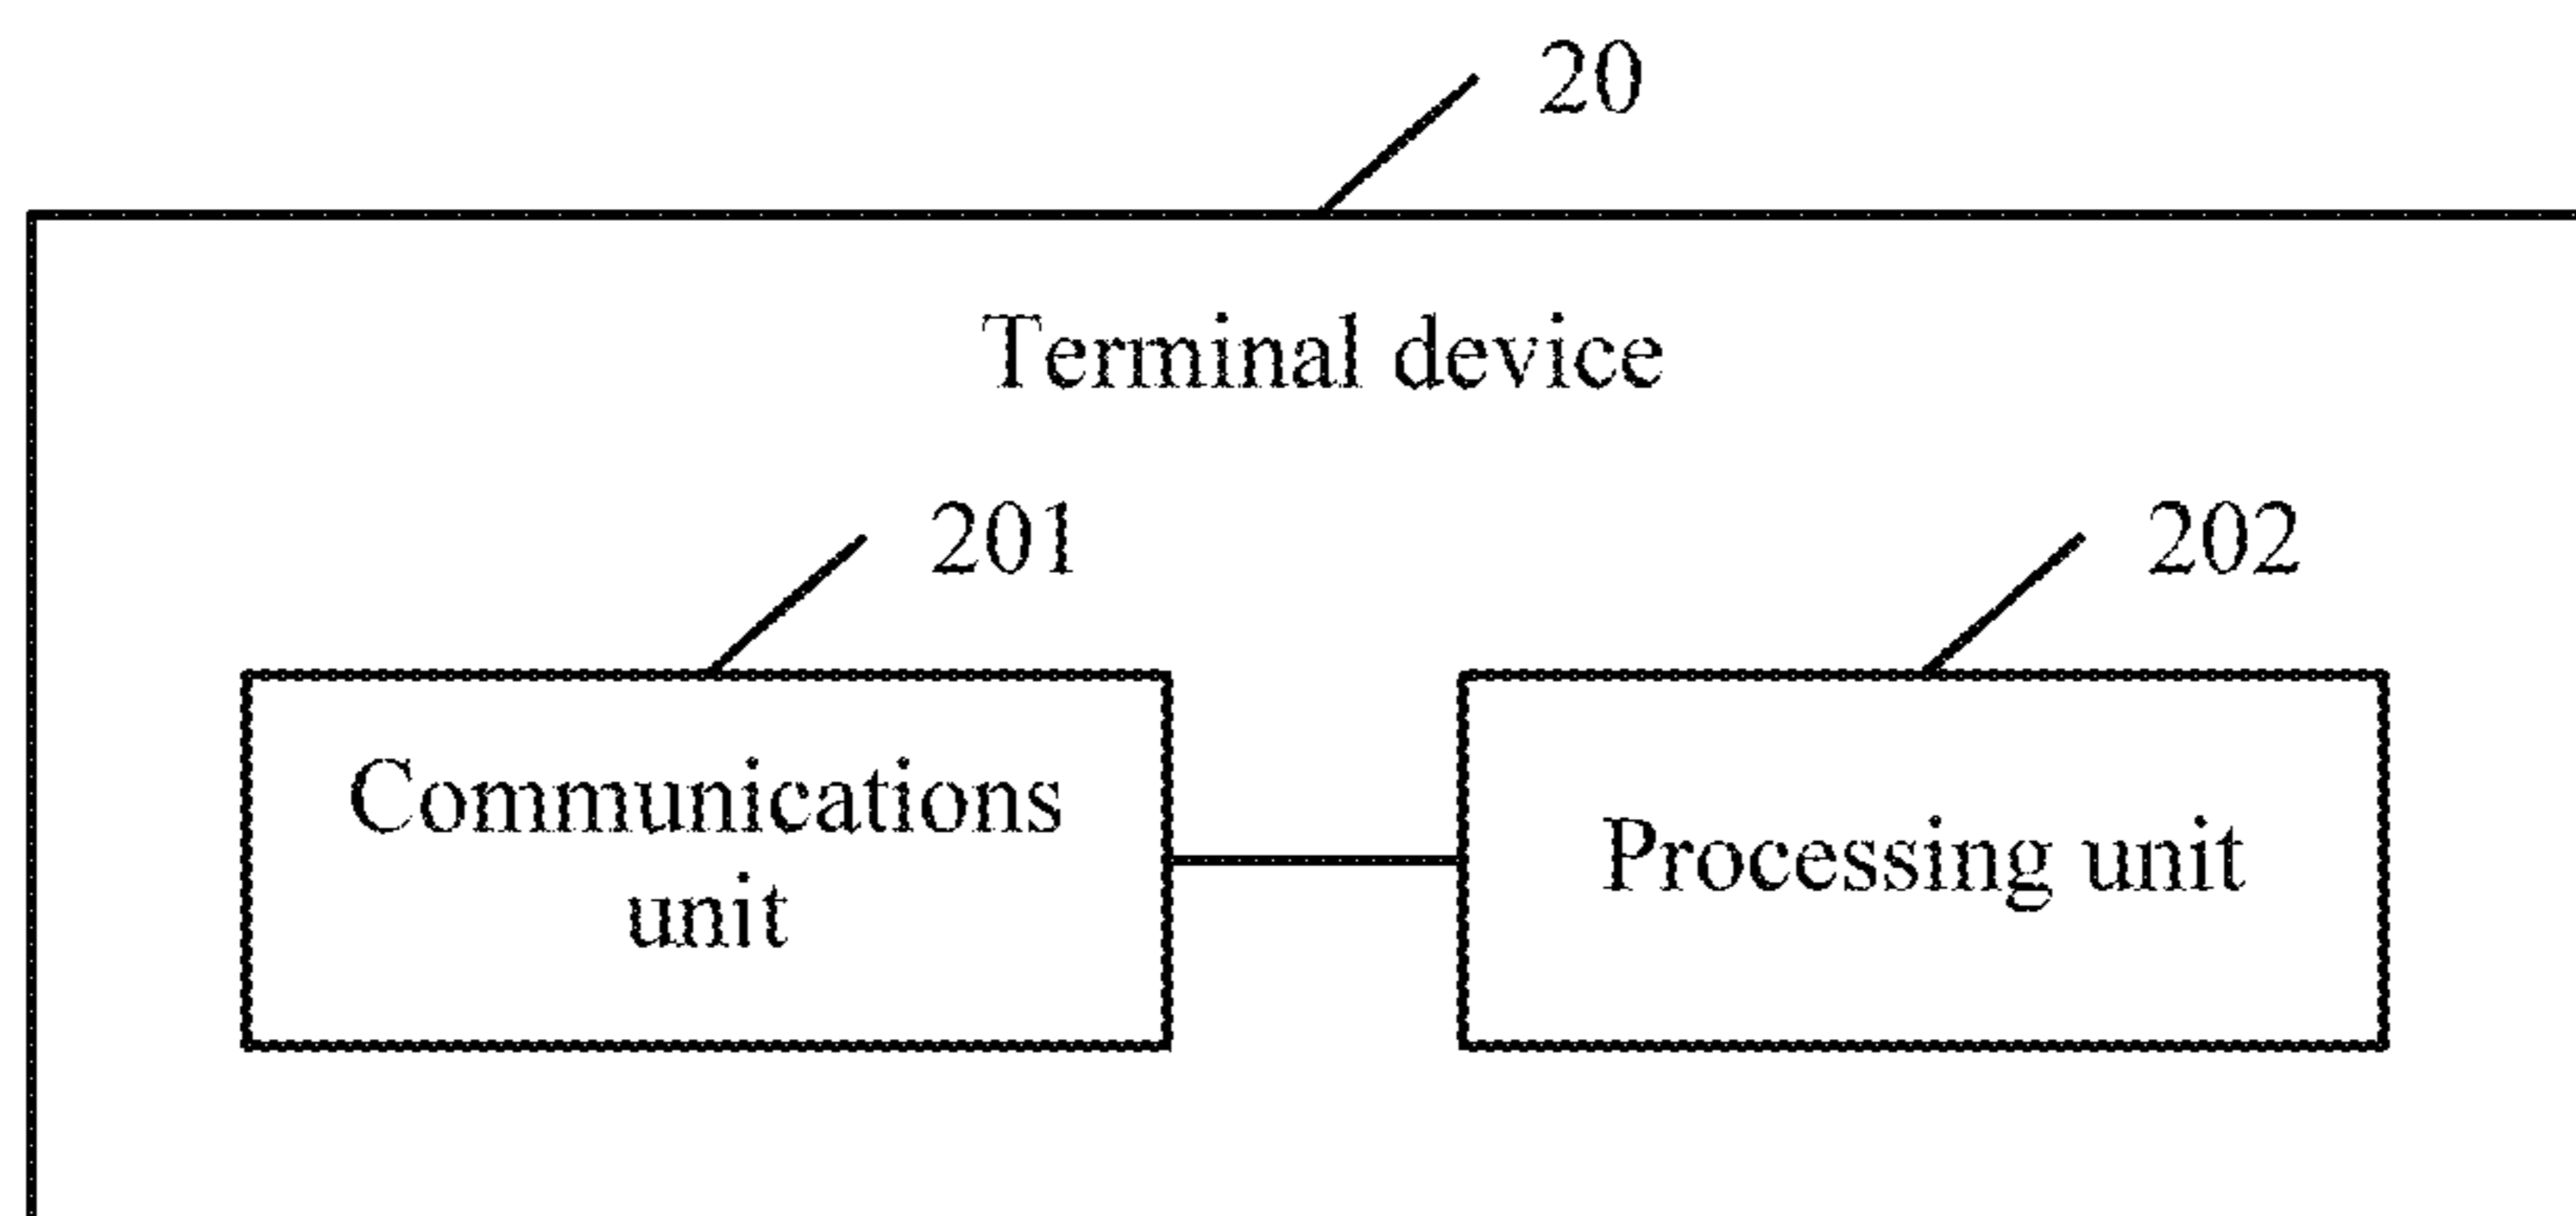 20
Terminal device
201
202
Communications
unit
Processing unit